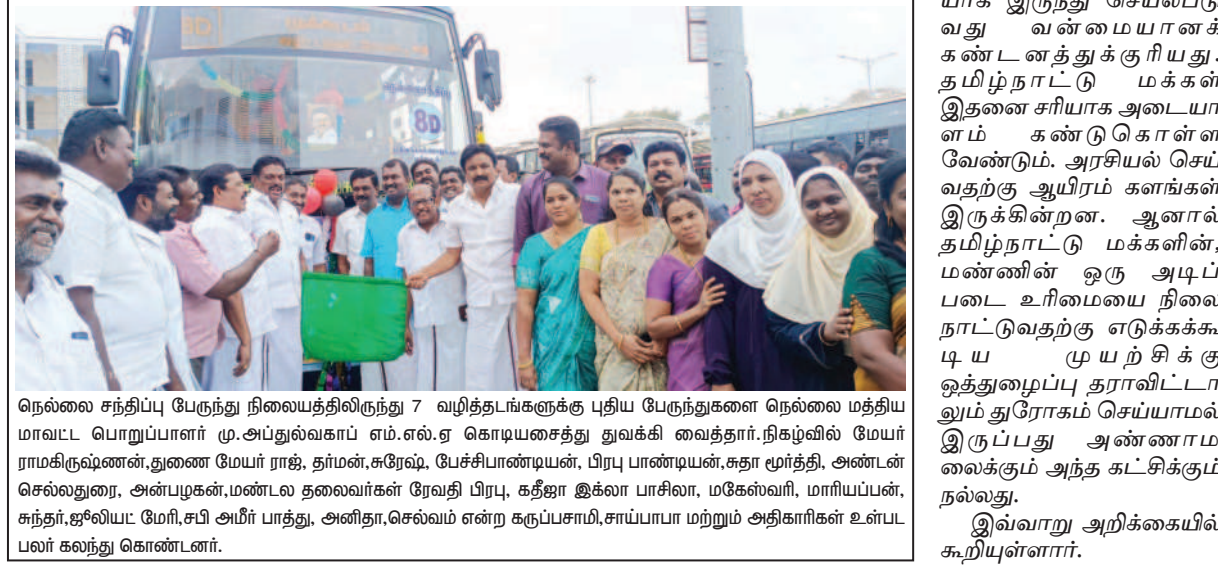 8D
8D
நெல்லை சந்திப்பு பேருந்து நிலையத்திலிருந்து 7 வழித்தடங்களுக்கு புதிய பேருந்துகளை நெல்லை மத்திய
மாவட்ட பொறுப்பாளர் மு.அப்துல்வகாப் எம்.எல்.ஏ கொடியசைத்து துவக்கி வைத்தார்.நிகழ்வில் மேயர்
ராமகிருஷ்ணன்,துணை மேயர் ராஜ், தர்மன்,சுரேஷ், பேச்சிபாண்டியன், பிரபு பாண்டியன்,சுதா மூர்த்தி, அண்டன்
செல்லதுரை, அன்பழகன்,மண்டல தலைவர்கள் ரேவதி பிரபு, கதீஜா இக்லா பாசிலா, மகேஸ்வரி, மாரியப்பன்,
சுந்தர்,ஜூலியட் மேரி,சபி அமீர் பாத்து, அனிதா,செல்வம் என்ற கருப்பசாமி,சாய்பாபா மற்றும் அதிகாரிகள் உள்பட
பலர் கலந்து கொண்டனர்.
யாக இருந்து செயல்படு
வது வன்மையானக்
கண்டனத்துக்குரியது.
தமிழ்நாட்டு மக்கள்
இதனை சரியாக அடையா
ளம் கண்டுகொள்ள
வேண்டும். அரசியல் செய்
வதற்கு ஆயிரம் களங்கள்
இருக்கின்றன. ஆனால்
தமிழ்நாட்டு மக்களின்,
மண்ணின் ஒரு அடிப்
படை உரிமையை நிலை
நாட்டுவதற்கு எடுக்கக்கூ
டிய முயற்சிக்கு
ஒத்துழைப்பு தராவிட்டா
லும் துரோகம் செய்யாமல்
இருப்பது அண்ணாம
லைக்கும் அந்த கட்சிக்கும்
நல்லது.
இவ்வாறு அறிக்கையில்
கூறியுள்ளார்.